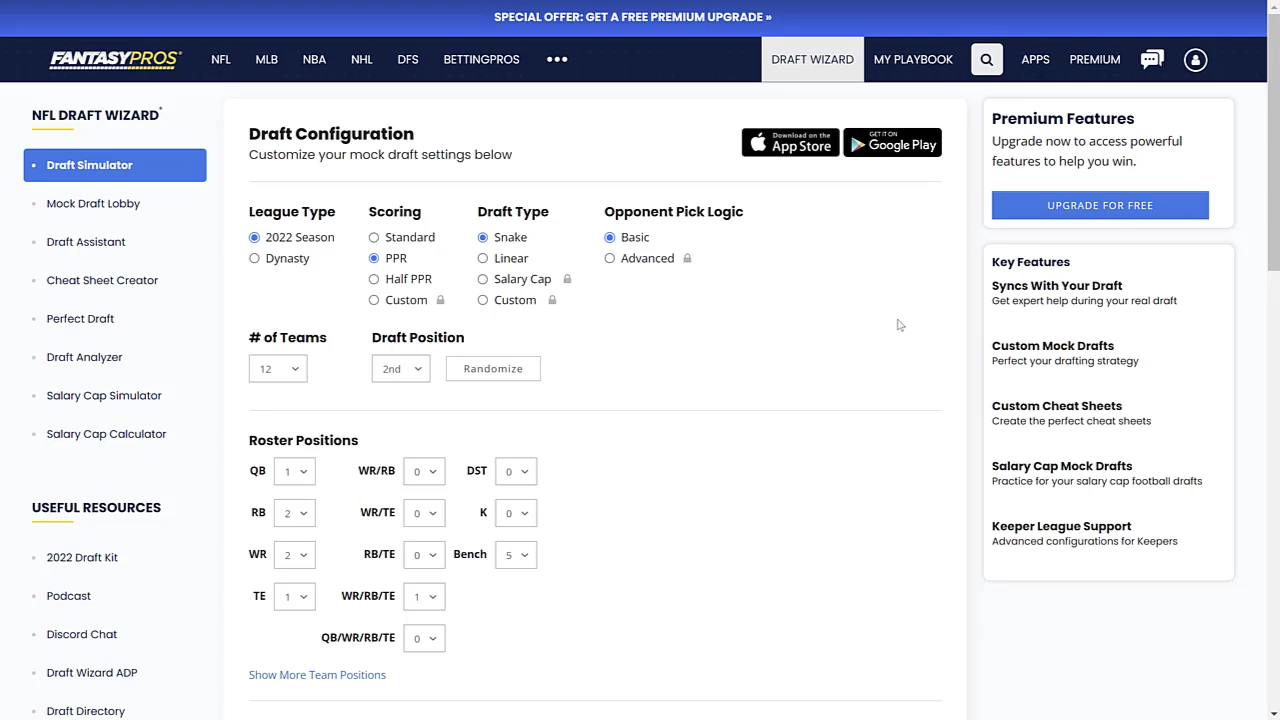 SPECIAL OFFER: GET A FREE PREMIUM UPGRADE »
FANTASYPROS NFL MLB NBA NHL DFS BETTINGPROS ••• DRAFT WIZARD MY PLAYBOOK APPS PREMIUM
NFL DRAFT WIZARD®
Draft Simulator
Mock Draft Lobby
Draft Assistant
Cheat Sheet Creator
Perfect Draft
Draft Analyzer
Salary Cap Simulator
Salary Cap Calculator
USEFUL RESOURCES
2022 Draft Kit
Podcast
Discord Chat
Draft Wizard ADP
Draft Directory
Draft Configuration
Customize your mock draft settings below
Download on the
App Store
GET IT ON
Google Play
League Type
2022 Season
Dynasty
Scoring
Standard
PPR
Half PPR
Custom
Draft Type
Snake
Linear
Salary Cap
Custom
Opponent Pick Logic
Basic
Advanced
# of Teams
12
Draft Position
2nd Randomize
Roster Positions
QB 1 WR/RB 0 DST 0
RB 2 WR/TE 0 K 0
WR 2 RB/TE 0 Bench 5
TE 1 WR/RB/TE 1
QB/WR/RB/TE 0
Show More Team Positions
Premium Features
Upgrade now to access powerful
features to help you win.
UPGRADE FOR FREE
Key Features
Syncs With Your Draft
Get expert help during your real draft
Custom Mock Drafts
Perfect your drafting strategy
Custom Cheat Sheets
Create the perfect cheat sheets
Salary Cap Mock Drafts
Practice for your salary cap football drafts
Keeper League Support
Advanced configurations for Kepers